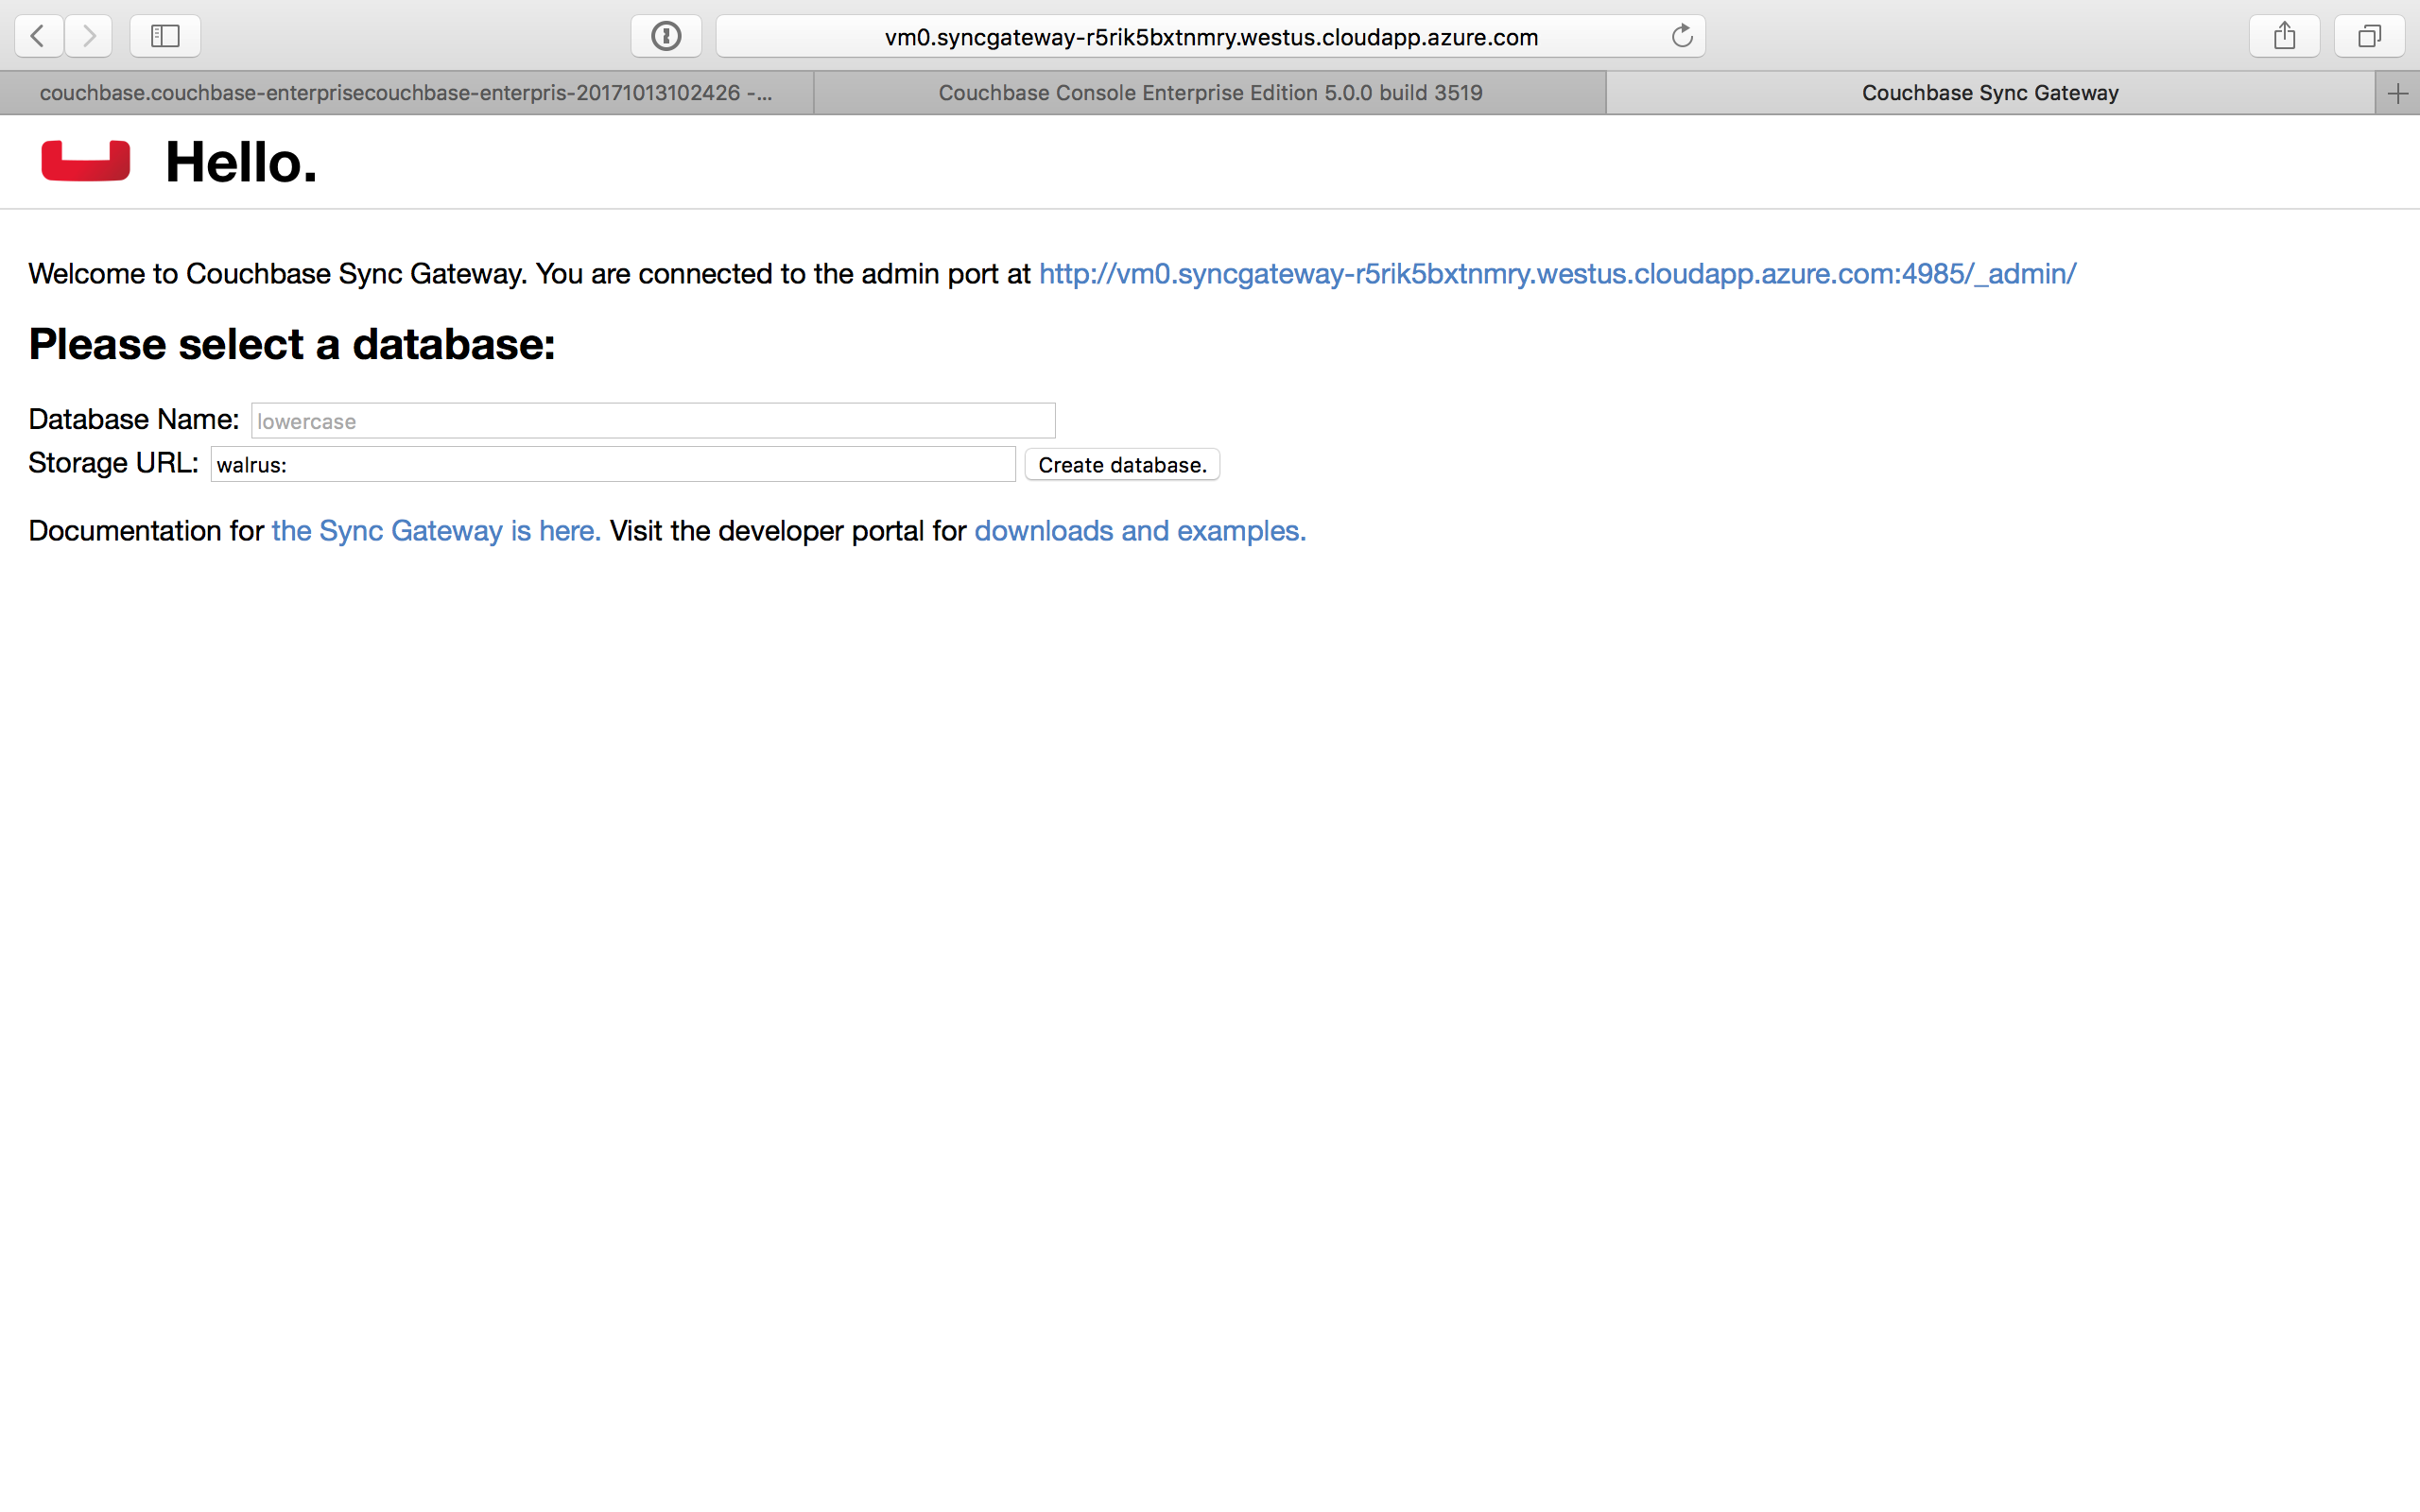 vm0.syncgateway-r5rik5bxtnmry.westus.cloudapp.azure.com
couchbase.couchbase-enterprisecouchbase-enterpris-20171013102426 -...
Couchbase Console Enterprise Edition 5.0.0 build 3519
Couchbase Sync Gateway
Hello.
Welcome to Couchbase Sync Gateway. You are connected to the admin port at http://vm0.syncgateway-r5rik5bxtnmry.westus.cloudapp.azure.com:4985/_admin/
Please select a database:
Database Name: lowercase
Storage URL: walrus: Create database.
Documentation for the Sync Gateway is here. Visit the developer portal for downloads and examples.